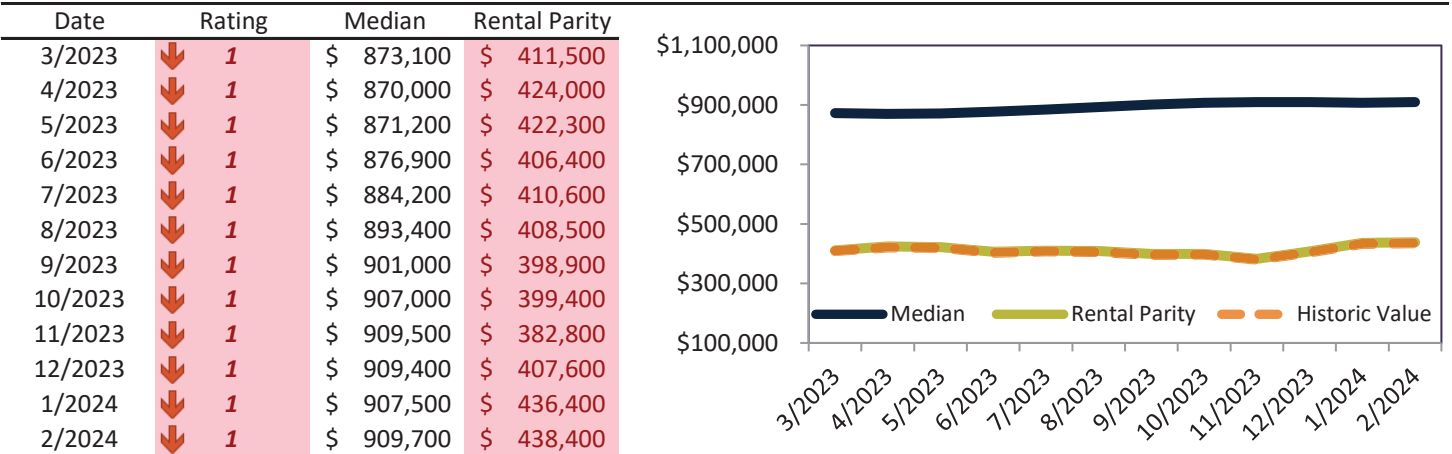 Date Rating Median Rental Parity
3/2023 1 $ 873,100 $ 411,500
4/2023 1 $ 870,000 $ 424,000
5/2023 1 $ 871,200 $ 422,300
6/2023 1 $ 876,900 $ 406,400
7/2023 1 $ 884,200 $ 410,600
8/2023 1 $ 893,400 $ 408,500
9/2023 1 $ 901,000 $ 398,900
10/2023 1 $ 907,000 $ 399,400
11/2023 1 $ 909,500 $ 382,800
12/2023 1 $ 909,400 $ 407,600
1/2024 1 $ 907,500 $ 436,400
2/2024 1 $ 909,700 $ 438,400
$1,100,000
$900,000
$700,000
$500,000
$300,000
$100,000
Median Rental Parity Historic Value
3/2023 4/2023 5/2023 6/2023 7/2023 8/2023 9/2023 10/2023 11/2023 12/2023 1/2024 2/2024